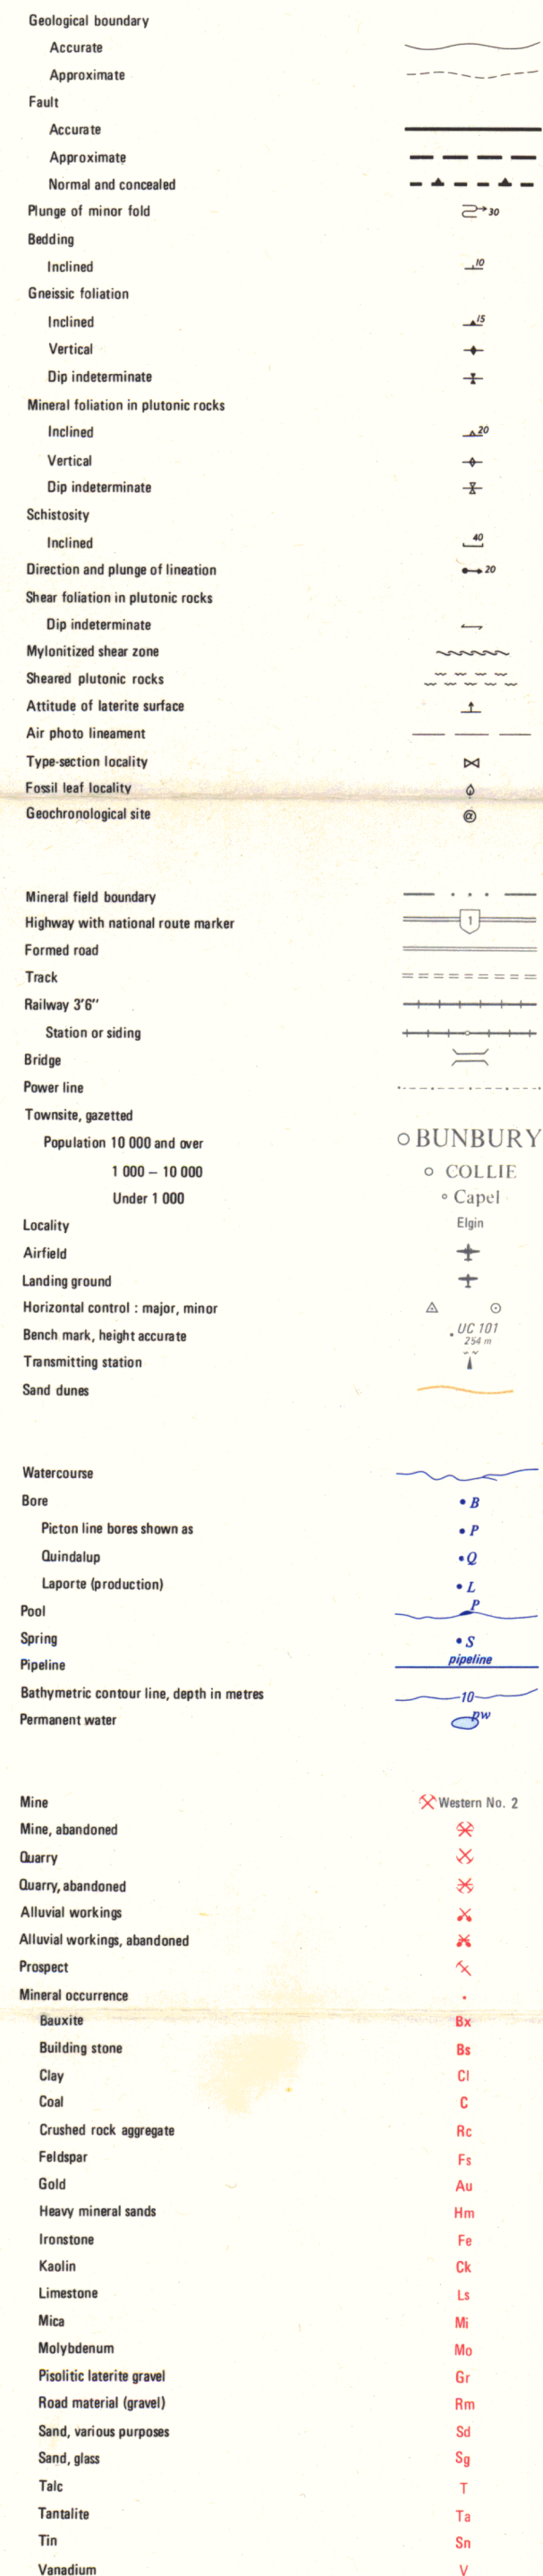 Geological boundary
Accurate
Approximate
Fault
Accurate
Approximate
Normal and concealed
Plunge of minor fold 30
Bedding
Inclined 10
Gneissic foliation
Inclined 15
Vertical
Dip indeterminate
Mineral foliation in plutonic rocks
Inclined 20
Vertical
Dip indeterminate
Schistosity
Inclined 40
Direction and plunge of lineation 20
Shear foliation in plutonic rocks
Dip indeterminate
Mylonitized shear zone
Sheared plutonic rocks
Attitude of laterite surface
Air photo lineament
Type-section locality
Fossil leaf locality
Geochronological site @
Mineral field boundary
Highway with national route marker 1
Formed road
Track
Railway 3'6"
Station or siding
Bridge
Power line
Townsite, gazetted
Population 10 000 and over BUNBURY
1 000 – 10 000 COLLIE
Under 1 000 Capel
Locality Elgin
Airfield
Landing ground
Horizontal control : major, minor
Bench mark, height accurate UC 101
254 m
Transmitting station
Sand dunes
Watercourse
Bore B
Picton line bores shown as P
Quindalup Q
Laporte (production) L
Pool P
Spring S
Pipeline pipeline
Bathymetric contour line, depth in metres 10
Permanent water pw
Mine Western No. 2
Mine, abandoned
Quarry
Quarry, abandoned
Alluvial workings
Alluvial workings, abandoned
Prospect
Mineral occurrence
Bauxite Bx
Building stone Bs
Clay Cl
Coal C
Crushed rock aggregate Rc
Feldspar Fs
Gold Au
Heavy mineral sands Hm
Ironstone Fe
Kaolin Ck
Limestone Ls
Mica Mi
Molybdenum Mo
Pisolitic laterite gravel Gr
Road material (gravel) Rm
Sand, various purposes Sd
Sand, glass Sg
Talc T
Tantalite Ta
Tin Sn
Vanadium V